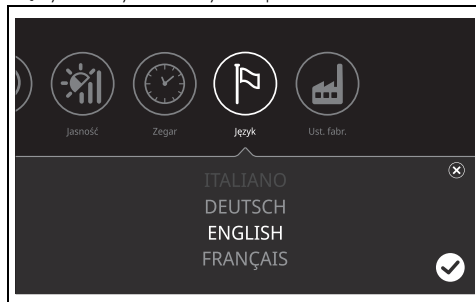 Jasność
Zegar
Język
Ust. fabr.
ITALIANO
DEUTSCH
ENGLISH
FRANÇAIS